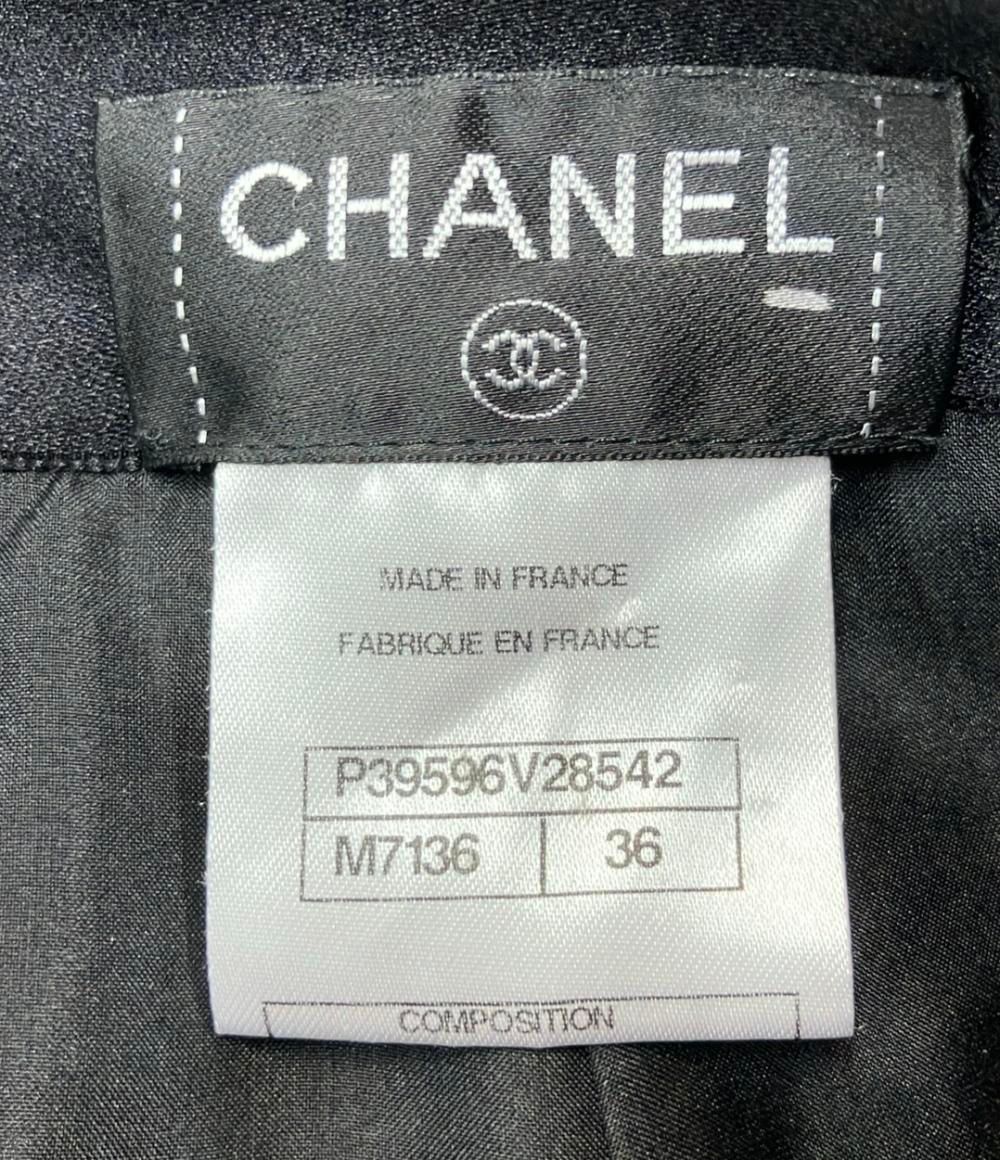 CHANEL
MADE IN FRANCE
FABRIQUE EN FRANCE
P39596V28542
M7136 36
COMPOSITION